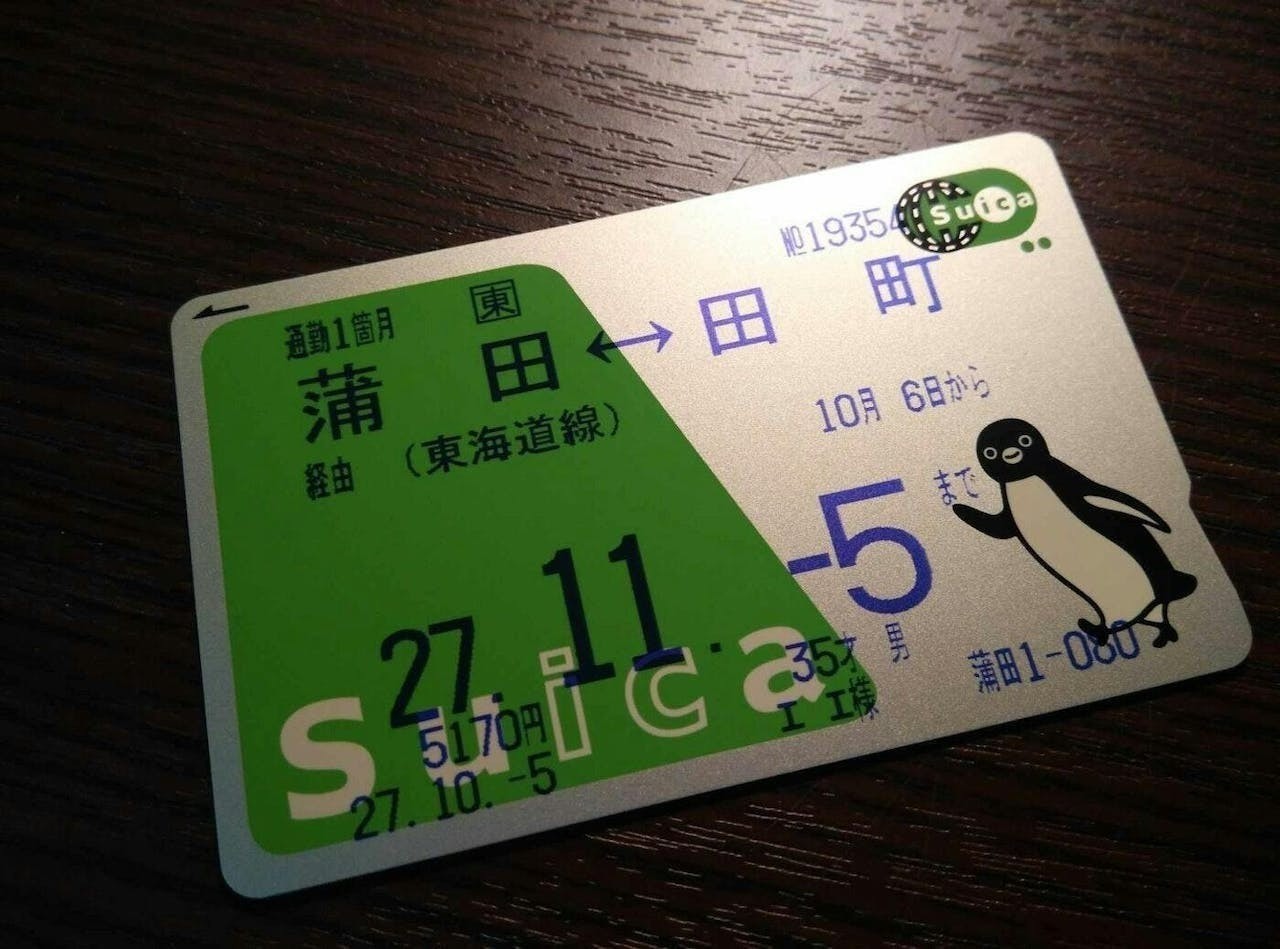 Suica
№19354
通勤1箇月 東
蒲田↔田町
10月 6日から
経由 (東海道線)
27.11.-5まで
35才 男
エ エ様
蒲田1-080
Suica
5170円
27.10.-5